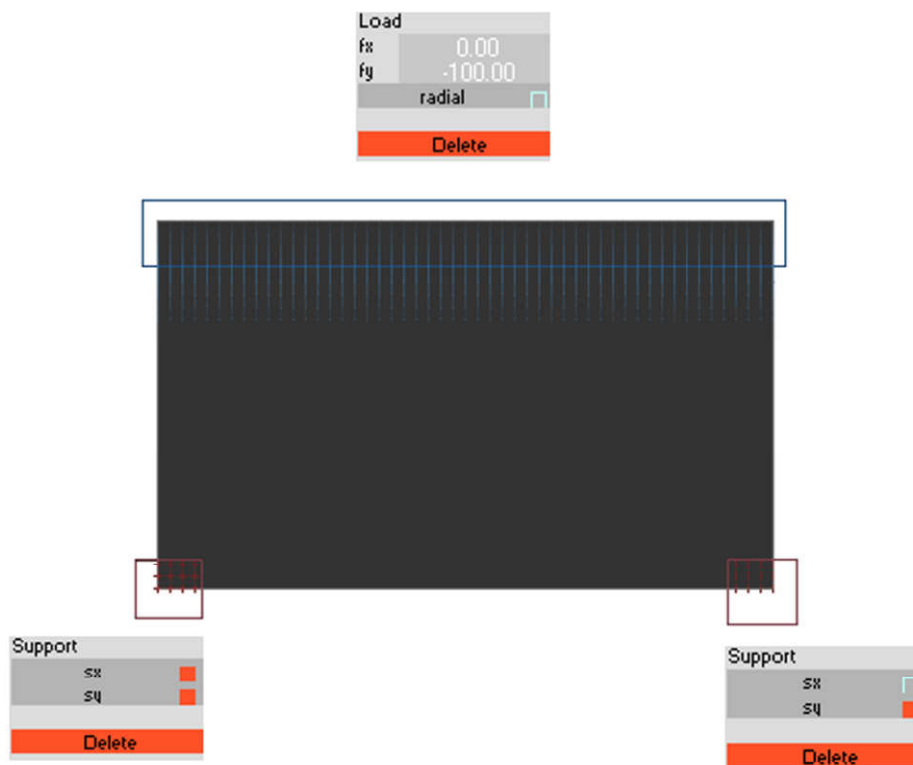 Load
fx 0.00
fy -100.00
radial
Delete
Support
sx
sy
Delete
Support
sx
sy
Delete